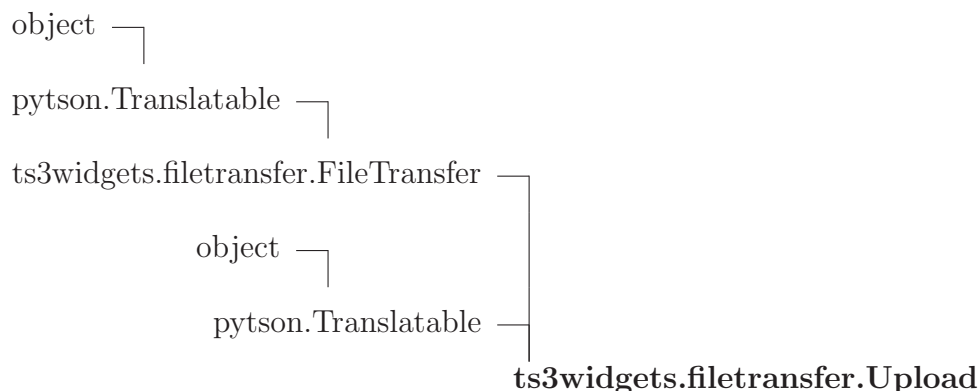 object
pytson.Translatable
ts3widgets.filetransfer.FileTransfer
object
pytson.Translatable
ts3widgets.filetransfer.Upload